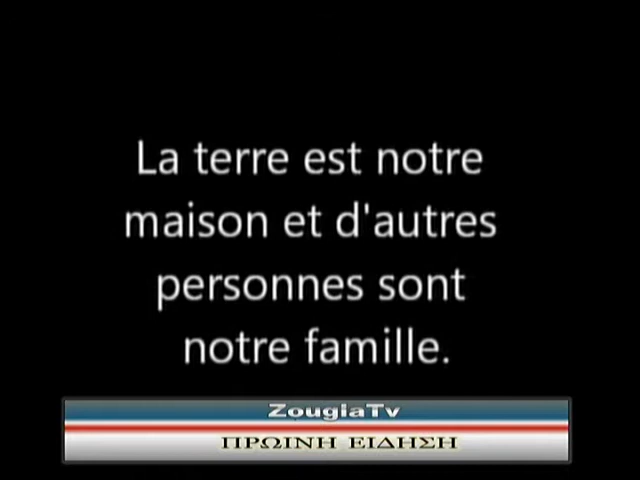 La terre est notre
maison et d'autres
personnes sont
notre famille.
ZougiaTv
ΠΡΩΙΝΗ ΕΙΔΗΣΗ